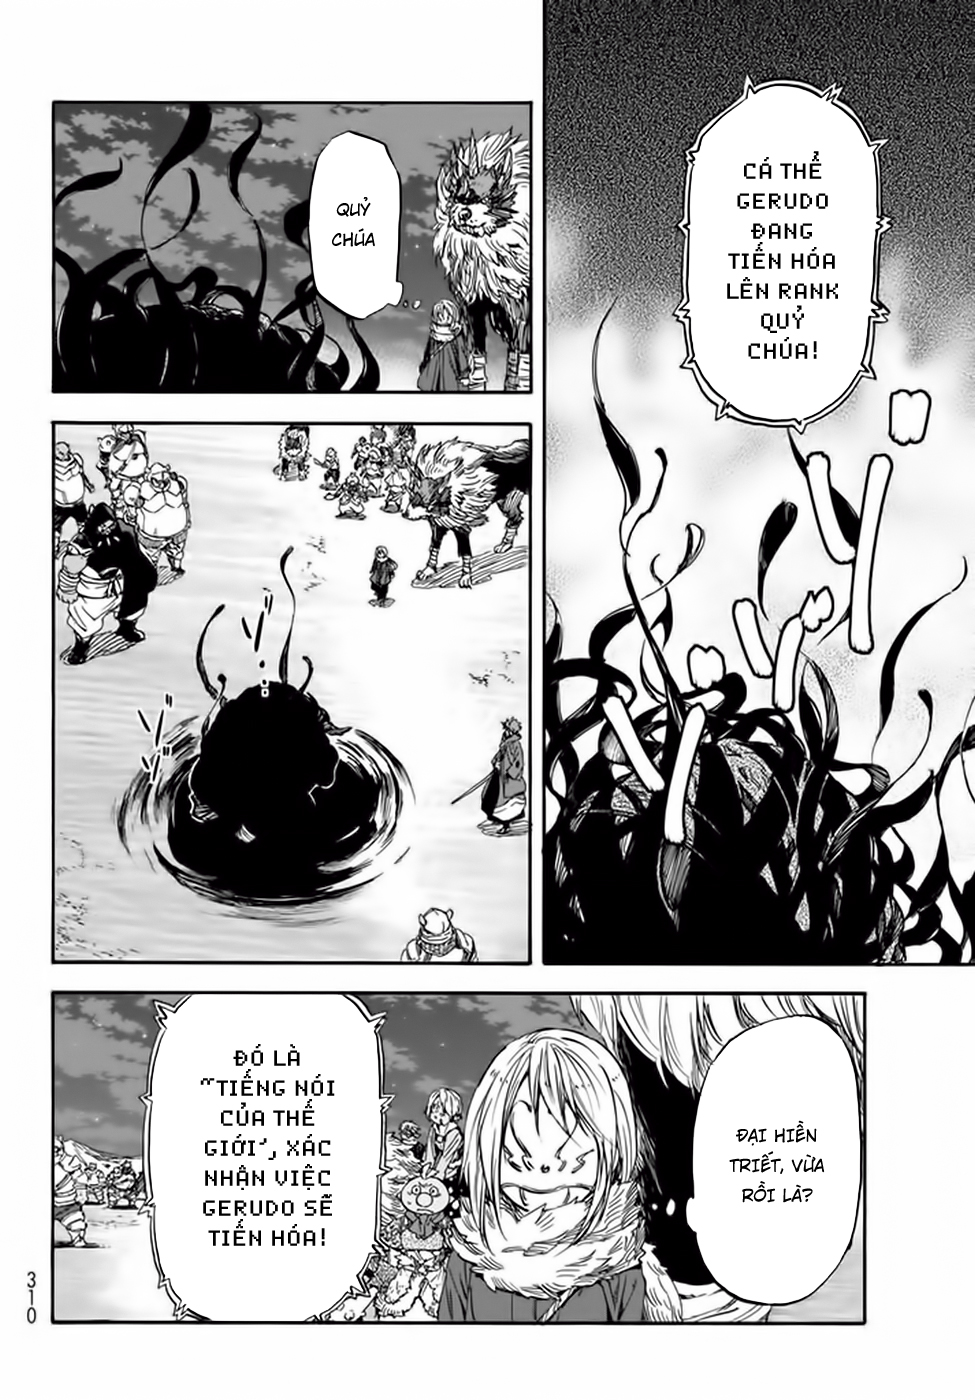 CÁ THỂ
GERUDO
ĐANG
TIẾN HÓA
LÊN RANK
QUỶ
CHÚA!
QUỶ
CHÚA
ĐẠI HIỀN
TRIẾT, VỪA
RỒI LÀ?
ĐÓ LÀ
"TIẾNG NÓI
CỦA THẾ
GIỚI", XÁC
NHẬN VIỆC
GERUDO SẼ
TIẾN HÓA!
310